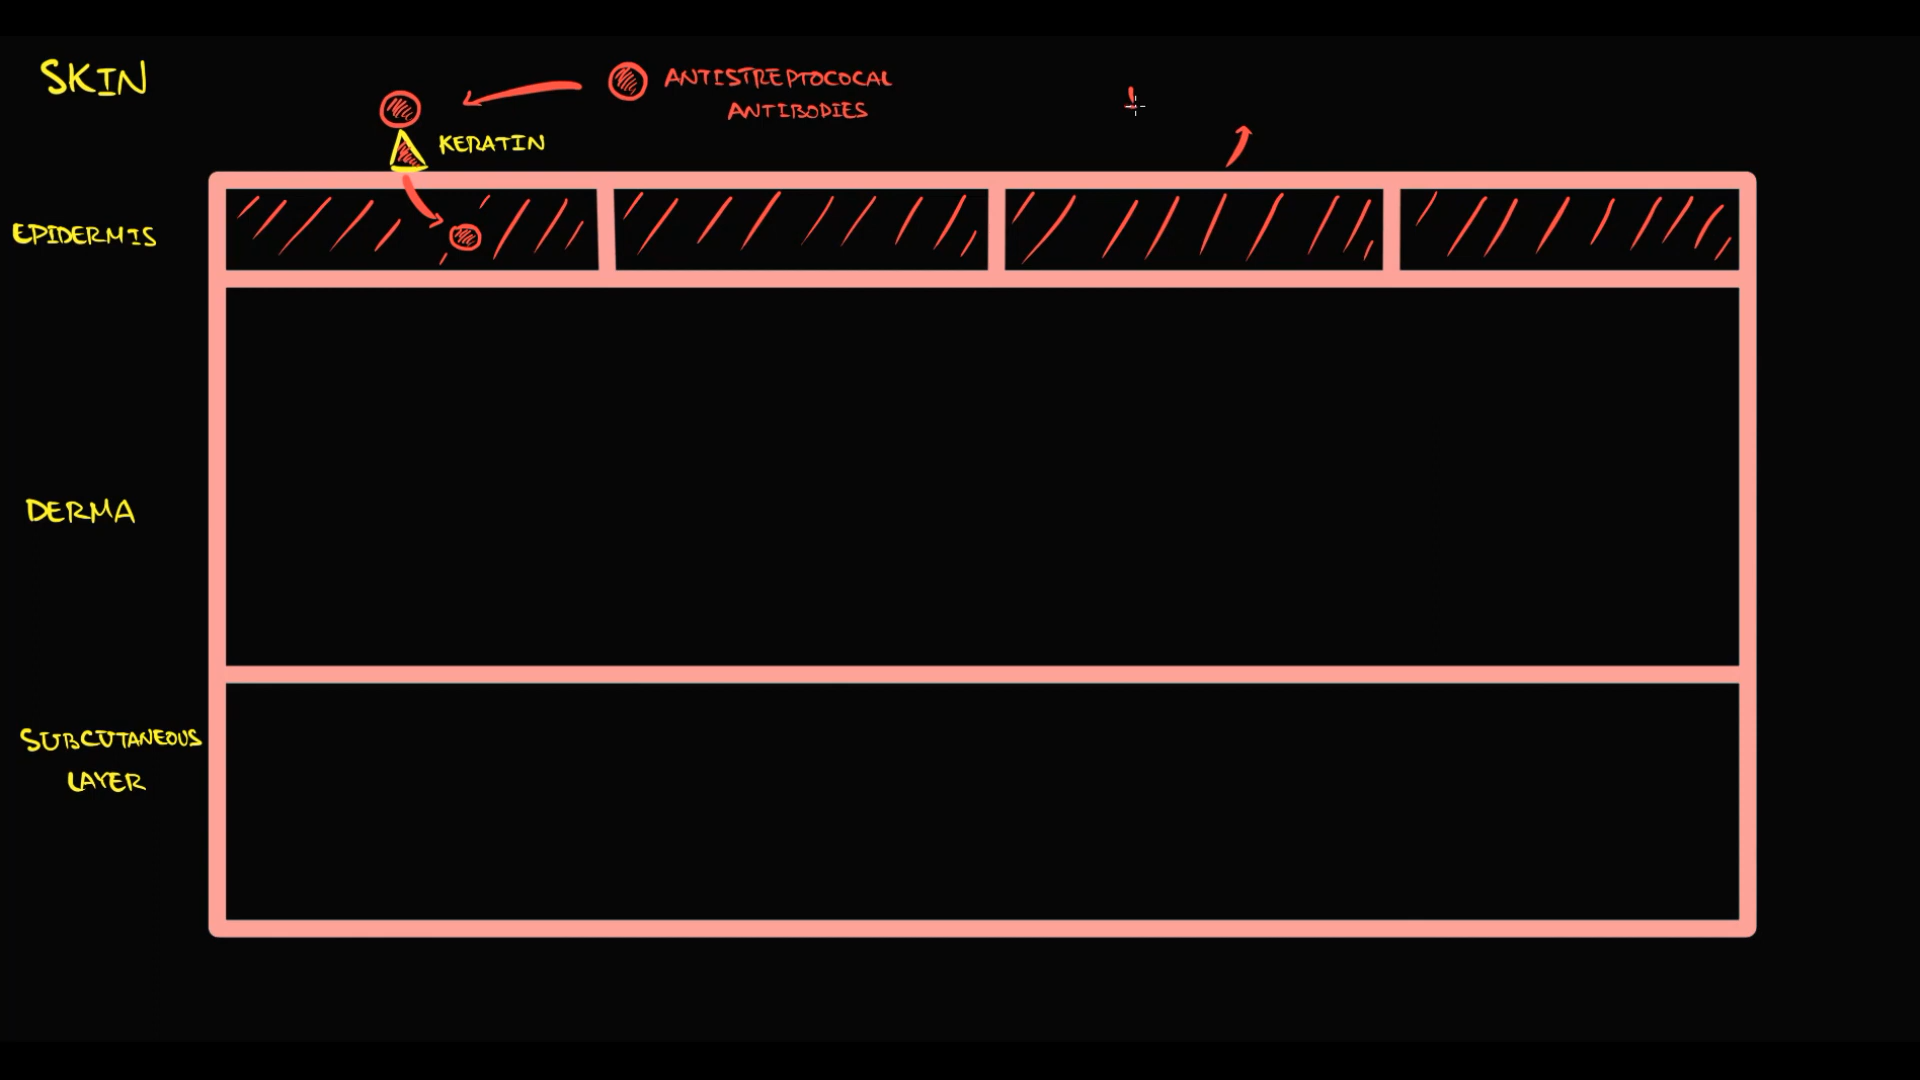 SKIN
ANTISTREPTOCOCAL
ANTIBODIES
KERATIN
EPIDERMIS
DERMA
SUBCUTANEOUS
LAYER